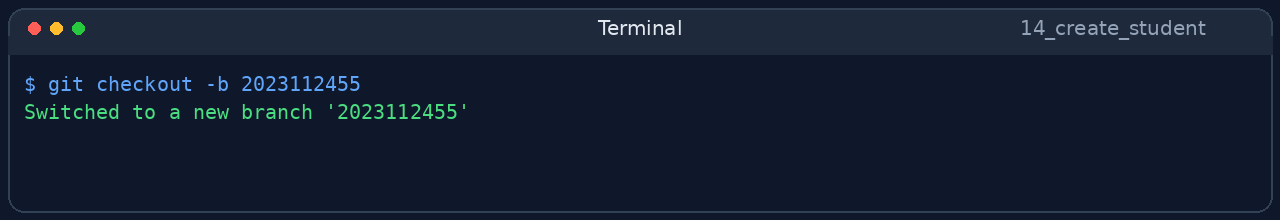 Terminal
14_create_student
$ git checkout -b 2023112455
Switched to a new branch '2023112455'